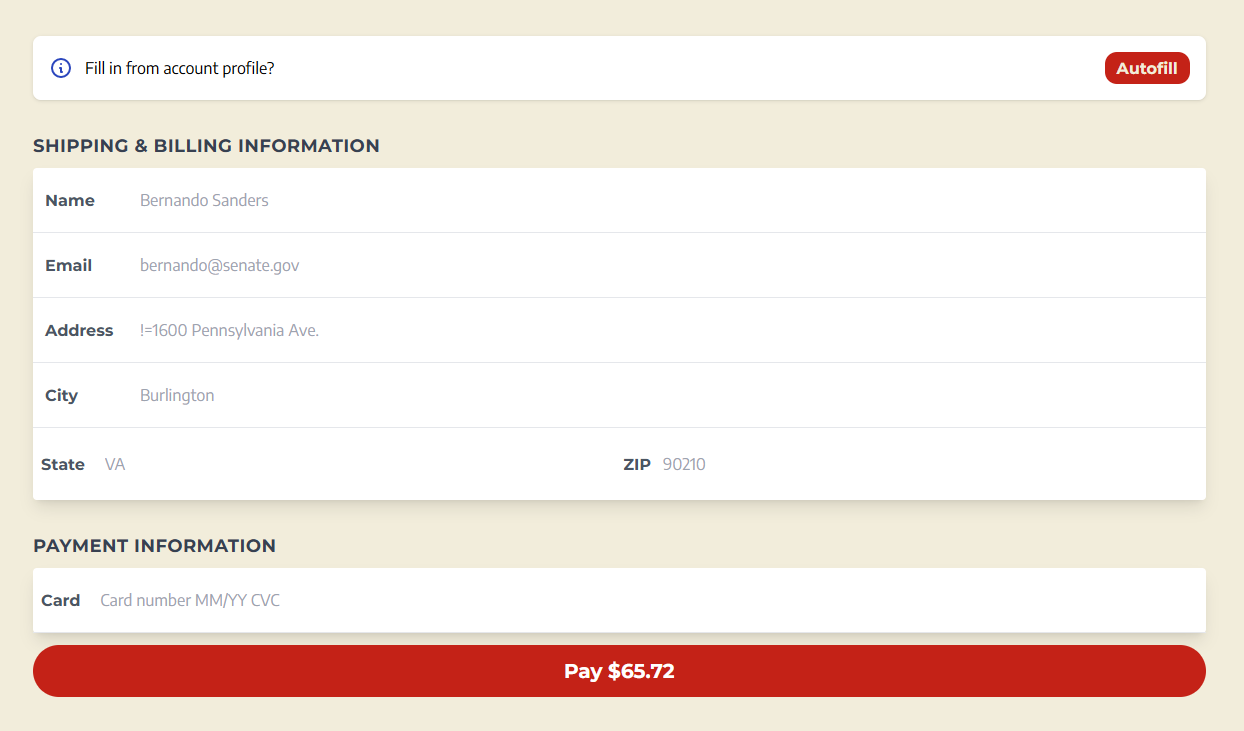 Fill in from account profile?
Autofill
SHIPPING & BILLING INFORMATION
Name Bernando Sanders
Email bernando@senate.gov
Address !=1600 Pennsylvania Ave.
City Burlington
State VA ZIP 90210
PAYMENT INFORMATION
Card Card number MM/YY CVC
Pay $65.72